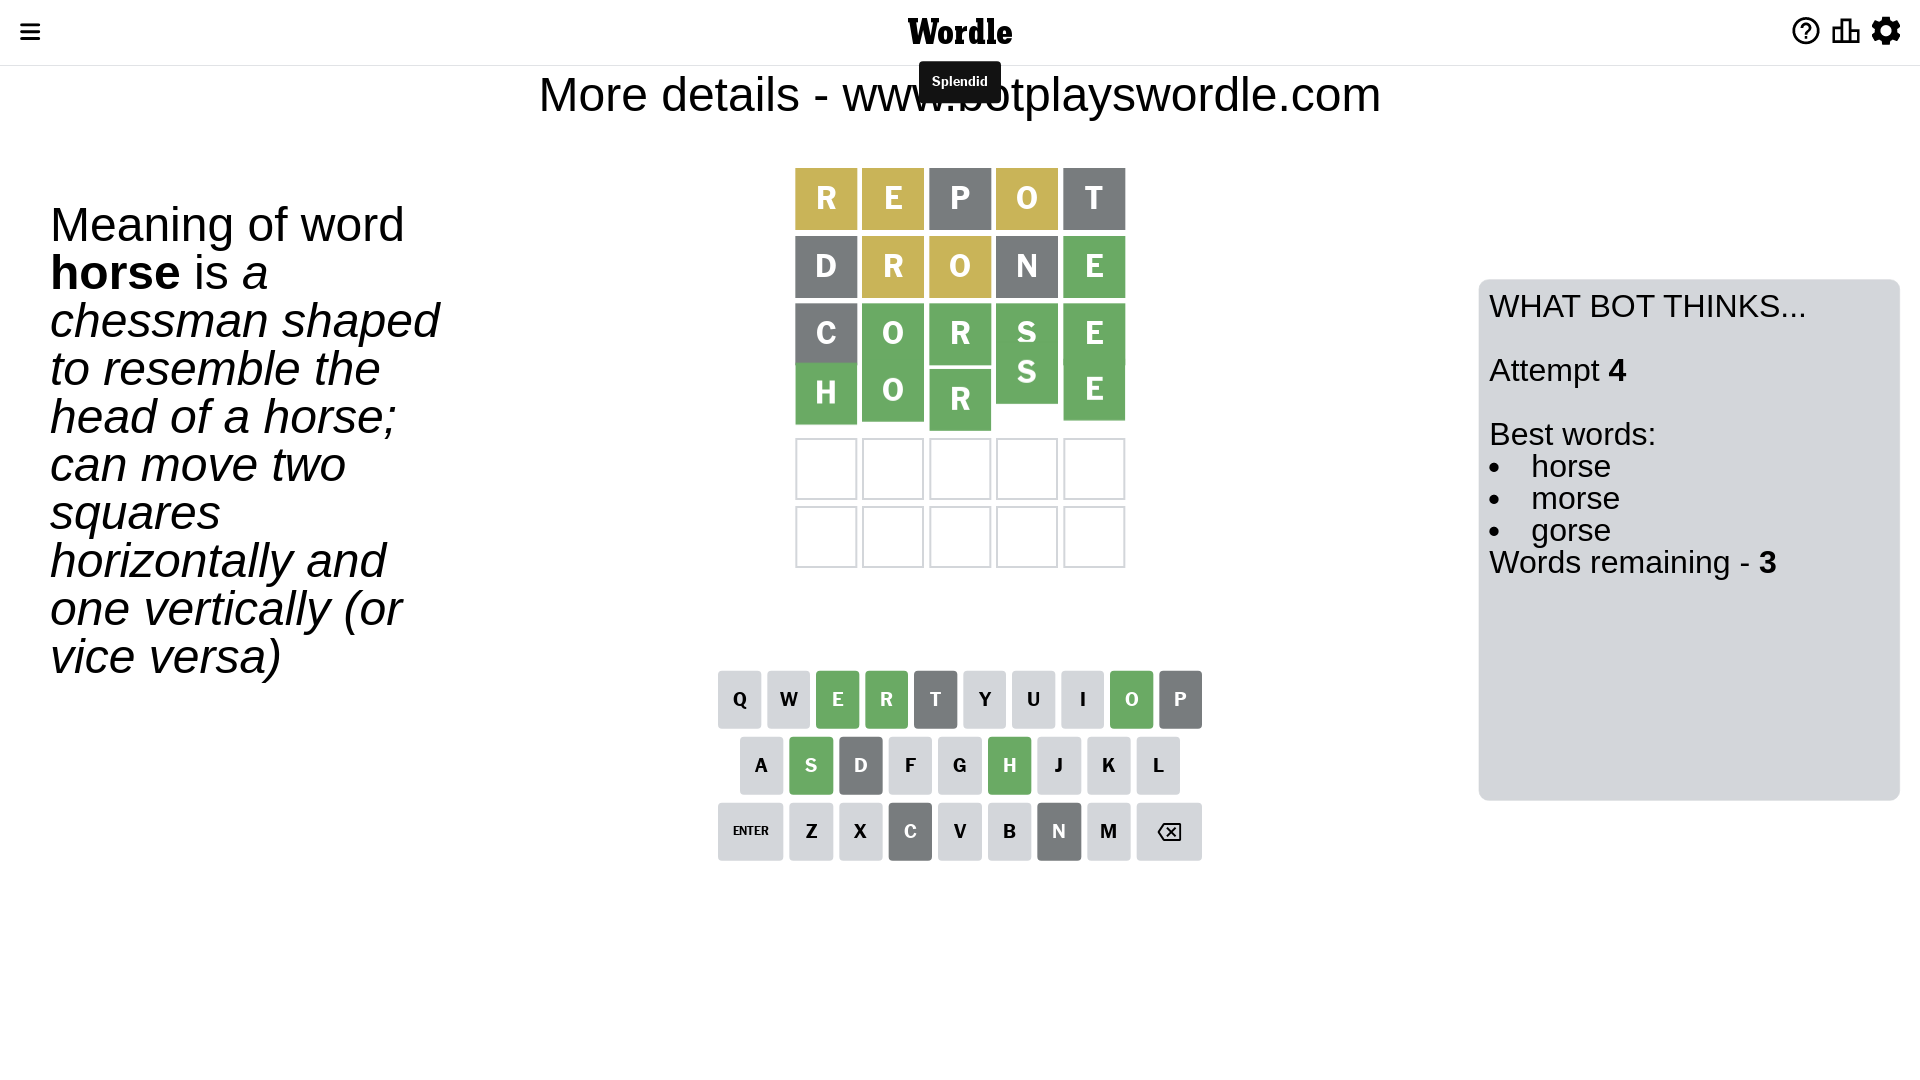 Wordle
Splendid
More details - www.botplayswordle.com
Meaning of word
horse is a
chessman shaped
to resemble the
head of a horse;
can move two
squares
horizontally and
one vertically (or
vice versa)
R E P O T
D R O N E
C O R S E
H O R S E
WHAT BOT THINKS...
Attempt 4
Best words:
• horse
• morse
• gorse
Words remaining - 3
Q W E R T Y U I O P
A S D F G H J K L
ENTER Z X C V B N M